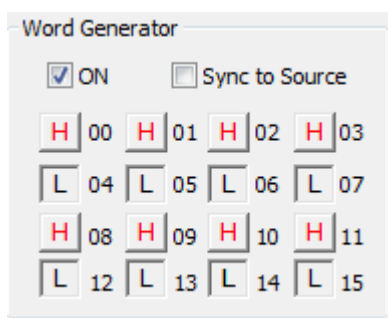 Word Generator
ON Sync to Source
H 00 H 01 H 02 H 03
L 04 L 05 L 06 L 07
H 08 H 09 H 10 H 11
L 12 L 13 L 14 L 15